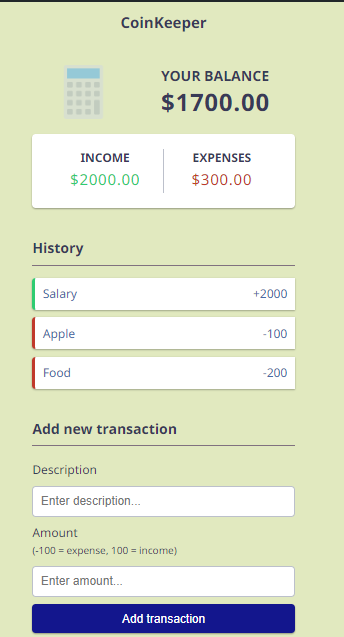 CoinKeeper
YOUR BALANCE
$1700.00
INCOME EXPENSES
$2000.00 $300.00
History
Salary +2000
Apple -100
Food -200
Add new transaction
Description
Enter description...
Amount
(-100 = expense, 100 = income)
Enter amount...
Add transaction